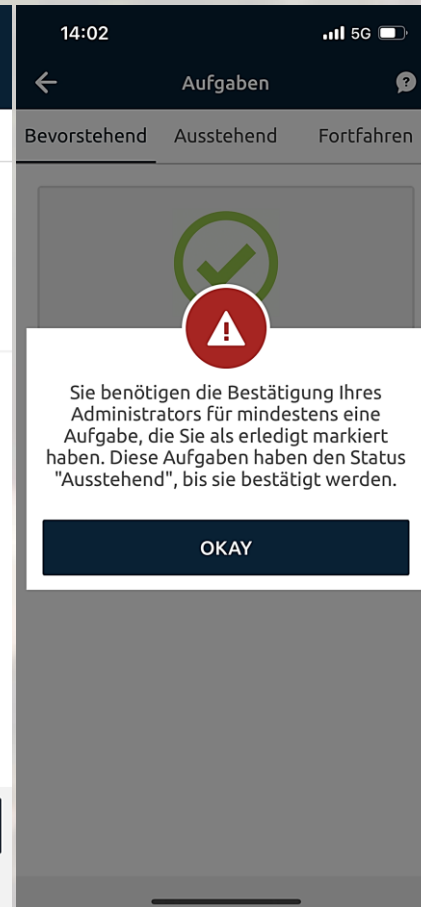 14:02
5G
Aufgaben
?
Bevorstehend Ausstehend Fortfahren
Sie benötigen die Bestätigung Ihres
Administrators für mindestens eine
Aufgabe, die Sie als erledigt markiert
haben. Diese Aufgaben haben den Status
"Ausstehend", bis sie bestätigt werden.
OKAY